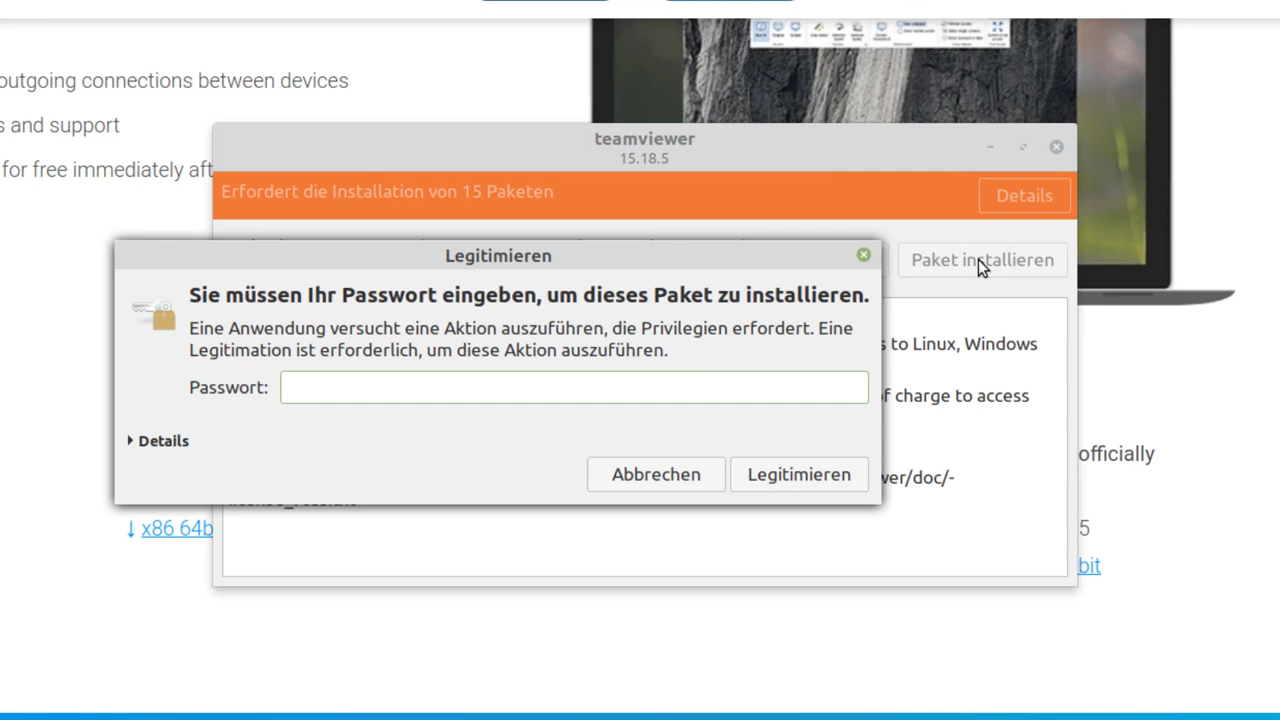 outgoing connections between devices
s and support
for free immediately aft
teamviewer
15.18.5
Erfordert die Installation von 15 Paketen
Details
Paket installieren
Legitimieren
Sie müssen Ihr Passwort eingeben, um dieses Paket zu installieren.
Eine Anwendung versucht eine Aktion auszuführen, die Privilegien erfordert. Eine
Legitimation ist erforderlich, um diese Aktion auszuführen.
Passwort:
Details
Abbrechen
Legitimieren
s to Linux, Windows
of charge to access
wer/doc/-
officially
x86 64b
5
bit